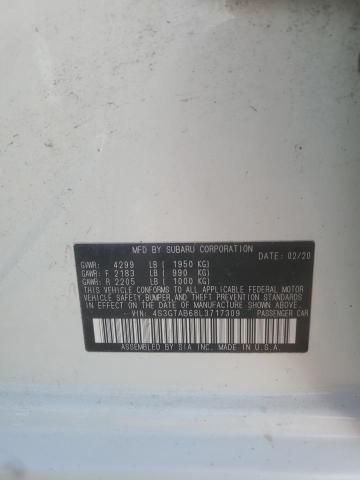 MFD BY SUBARU CORPORATION
GVWR: 4299 LB ( 1950 KG) DATE: 02/20
GAWR: F 2183 LB ( 990 KG)
GAWR: R 2205 LB ( 1000 KG)
THIS VEHICLE CONFORMS TO ALL APPLICABLE FEDERAL MOTOR
VEHICLE SAFETY, BUMPER, AND THEFT PREVENTION STANDARDS
IN EFFECT ON THE DATE OF MANUFACTURE SHOWN ABOVE.
VIN: 4S3GTAB68L3717309 PASSENGER CAR
ASSEMBLED BY SIA INC., MADE IN U.S.A.